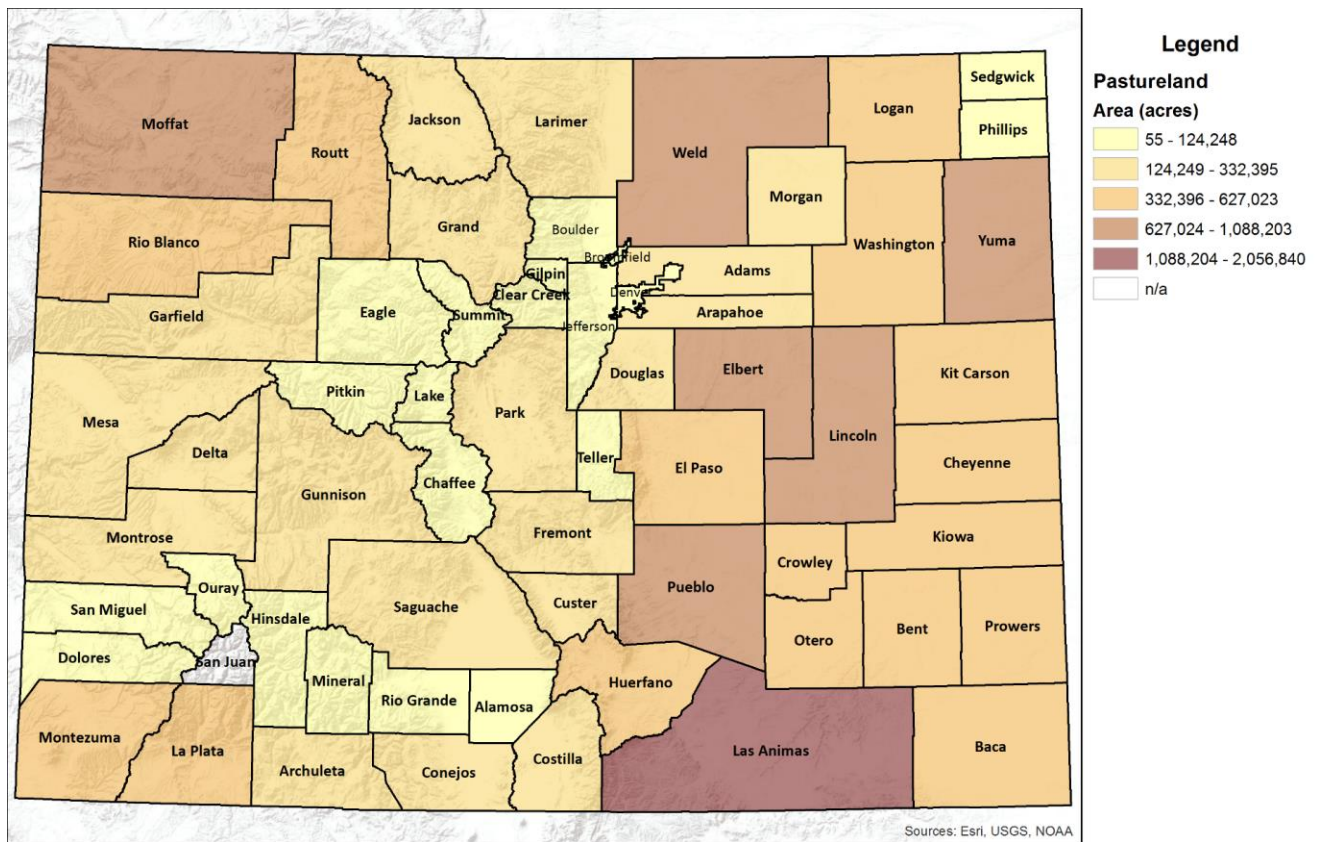 Legend
Pastureland
Area (acres)
55 - 124,248
124,249 - 332,395
332,396 - 627,023
627,024 - 1,088,203
1,088,204 - 2,056,840
n/a
Sedgwick
Moffat
Routt
Jackson
Larimer
Weld
Logan
Phillips
Morgan
Rio Blanco
Grand
Boulder
Washington
Yuma
Broomfield
Gilpin
Adams
Denver
Clear Creek
Garfield
Eagle
Summit
Jefferson
Arapahoe
Pitkin
Lake
Park
Douglas
Elbert
Kit Carson
Mesa
Delta
Lincoln
Gunnison
Chaffee
Teller
El Paso
Cheyenne
Montrose
Fremont
Kiowa
Crowley
Ouray
San Miguel
Hinsdale
Saguache
Custer
Pueblo
Otero
Bent
Prowers
Dolores
San Juan
Mineral
Rio Grande
Alamosa
Huerfano
Montezuma
La Plata
Archuleta
Conejos
Costilla
Las Animas
Baca
Sources: Esri, USGS, NOAA